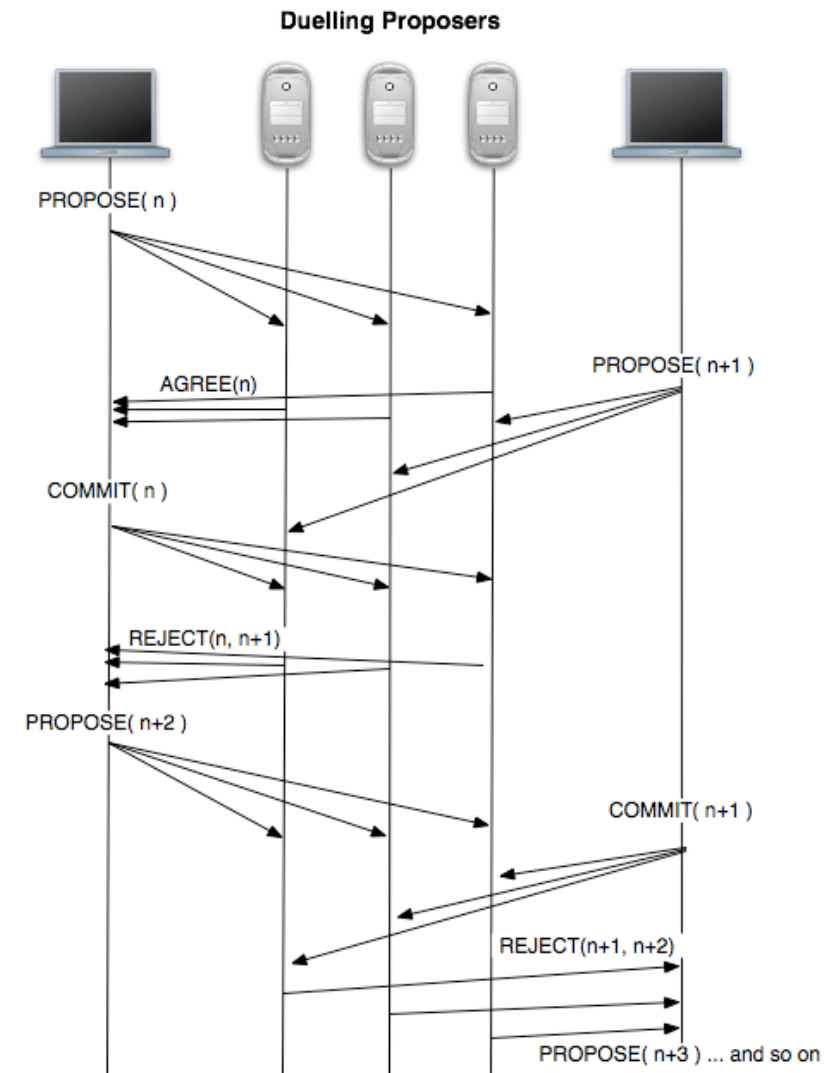 Duelling Proposers
PROPOSE( n )
PROPOSE( n+1 )
AGREE(n)
COMMIT( n )
REJECT(n, n+1)
PROPOSE( n+2 )
COMMIT( n+1 )
REJECT(n+1, n+2)
PROPOSE( n+3 ) ... and so on